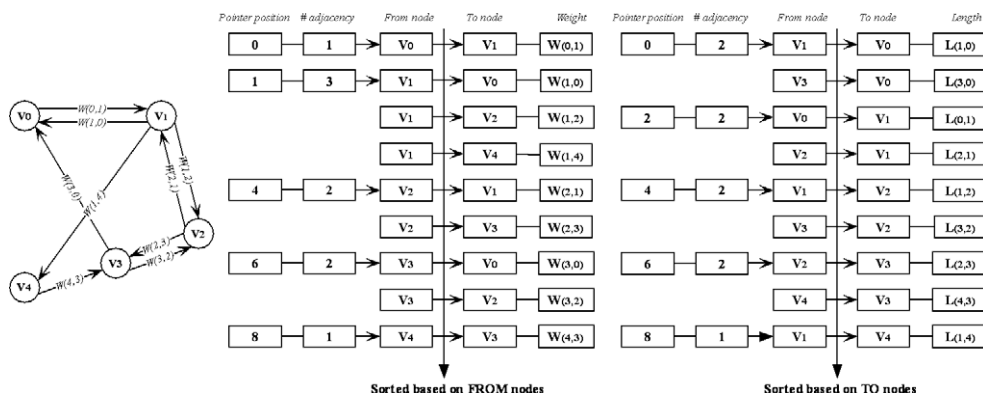 Pointer position # adjacency From node To node Weight
0 1 V0 V1 W(0,1)
1 3 V1 V0 W(1,0)
V1 V2 W(1,2)
V1 V4 W(1,4)
4 2 V2 V1 W(2,1)
V2 V3 W(2,3)
6 2 V3 V0 W(3,0)
V3 V2 W(3,2)
8 1 V4 V3 W(4,3)
Sorted based on FROM nodes
Pointer position # adjacency From node To node Length
0 2 V1 V0 L(1,0)
V3 V0 L(3,0)
2 2 V0 V1 L(0,1)
V2 V1 L(2,1)
4 2 V1 V2 L(1,2)
V3 V2 L(3,2)
6 2 V2 V3 L(2,3)
V4 V3 L(4,3)
8 1 V1 V4 L(1,4)
Sorted based on TO nodes
V0
W(0,1)
W(1,0)
V1
W(1,2)
W(2,1)
W(3,0)
W(1,4)
V2
W(2,3)
W(3,2)
V3
W(4,3)
V4